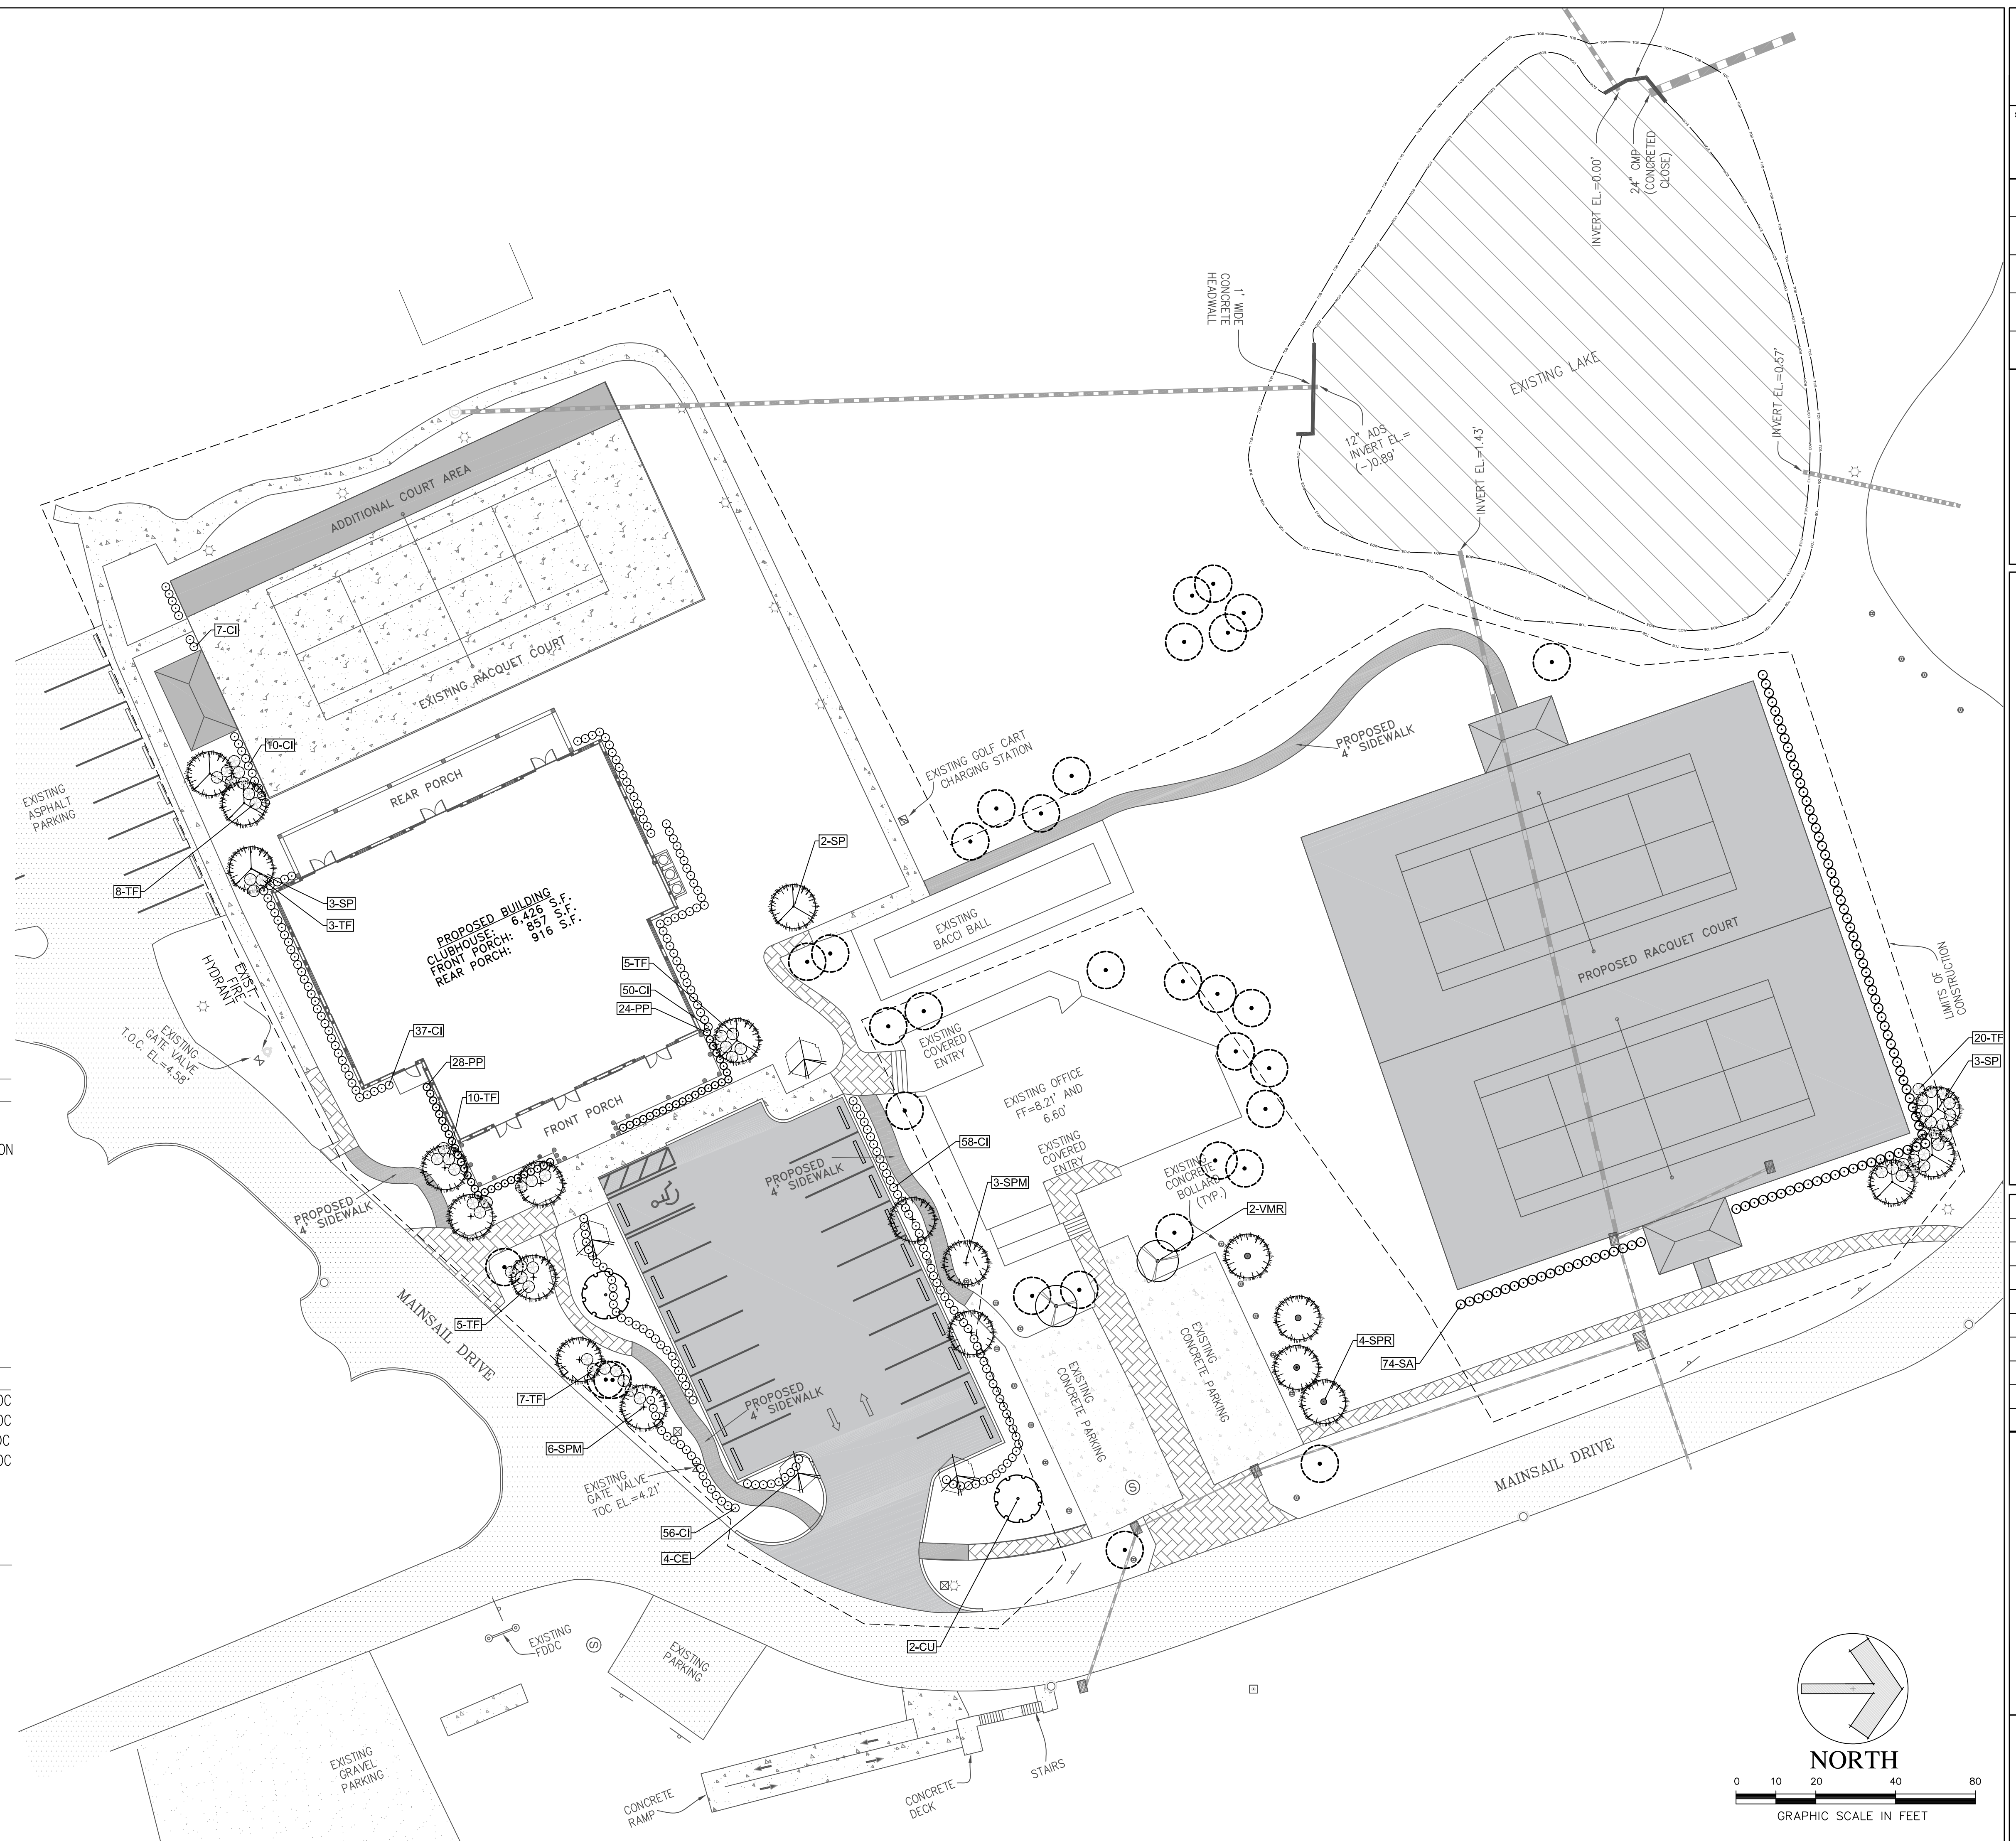 INVERT EL.=0.00'
24" CMP
(CONCRETED
CLOSE)
1' WIDE
CONCRETE
HEADWALL
12" ADS
INVERT EL.=
(-)0.89'
EXISTING LAKE
INVERT EL.=1.43'
INVERT EL.=0.57'
ADDITIONAL COURT AREA
EXISTING RACQUET COURT
7-CI
10-CI
EXISTING
ASPHALT
PARKING
REAR PORCH
EXISTING GOLF CART
CHARGING STATION
PROPOSED
4' SIDEWALK
2-SP
8-TF
3-SP
3-TF
PROPOSED BUILDING
CLUBHOUSE: 6,426 S.F.
FRONT PORCH: 857 S.F.
REAR PORCH: 916 S.F.
EXISTING
BACCI BALL
PROPOSED RACQUET COURT
LIMITS OF
CONSTRUCTION
EXIST
FIRE
HYDRANT
EXISTING
GATE VALVE
T.O.C. EL.=4.58'
5-TF
50-CI
24-PP
37-CI
28-PP
10-TF
FRONT PORCH
EXISTING
COVERED
ENTRY
EXISTING OFFICE
FF=8.21' AND
6.60'
EXISTING
COVERED
ENTRY
20-TF
3-SP
58-CI
PROPOSED
4' SIDEWALK
3-SPM
EXISTING
CONCRETE
BOLLARD
(TYP.)
2-VMR
PROPOSED
4' SIDEWALK
ON
MAINSAIL DRIVE
5-TF
7-TF
6-SPM
PROPOSED
4' SIDEWALK
EXISTING
CONCRETE PARKING
EXISTING
CONCRETE PARKING
4-SPR
74-SA
OC
OC
OC
OC
EXISTING
GATE VALVE
TOC EL.=4.21'
56-CI
4-CE
S
MAINSAIL DRIVE
2-CU
EXISTING
FDDC
S
EXISTING
PARKING
EXISTING
GRAVEL
PARKING
CONCRETE
RAMP
CONCRETE
DECK
STAIRS
NORTH
0 10 20 40 80
GRAPHIC SCALE IN FEET